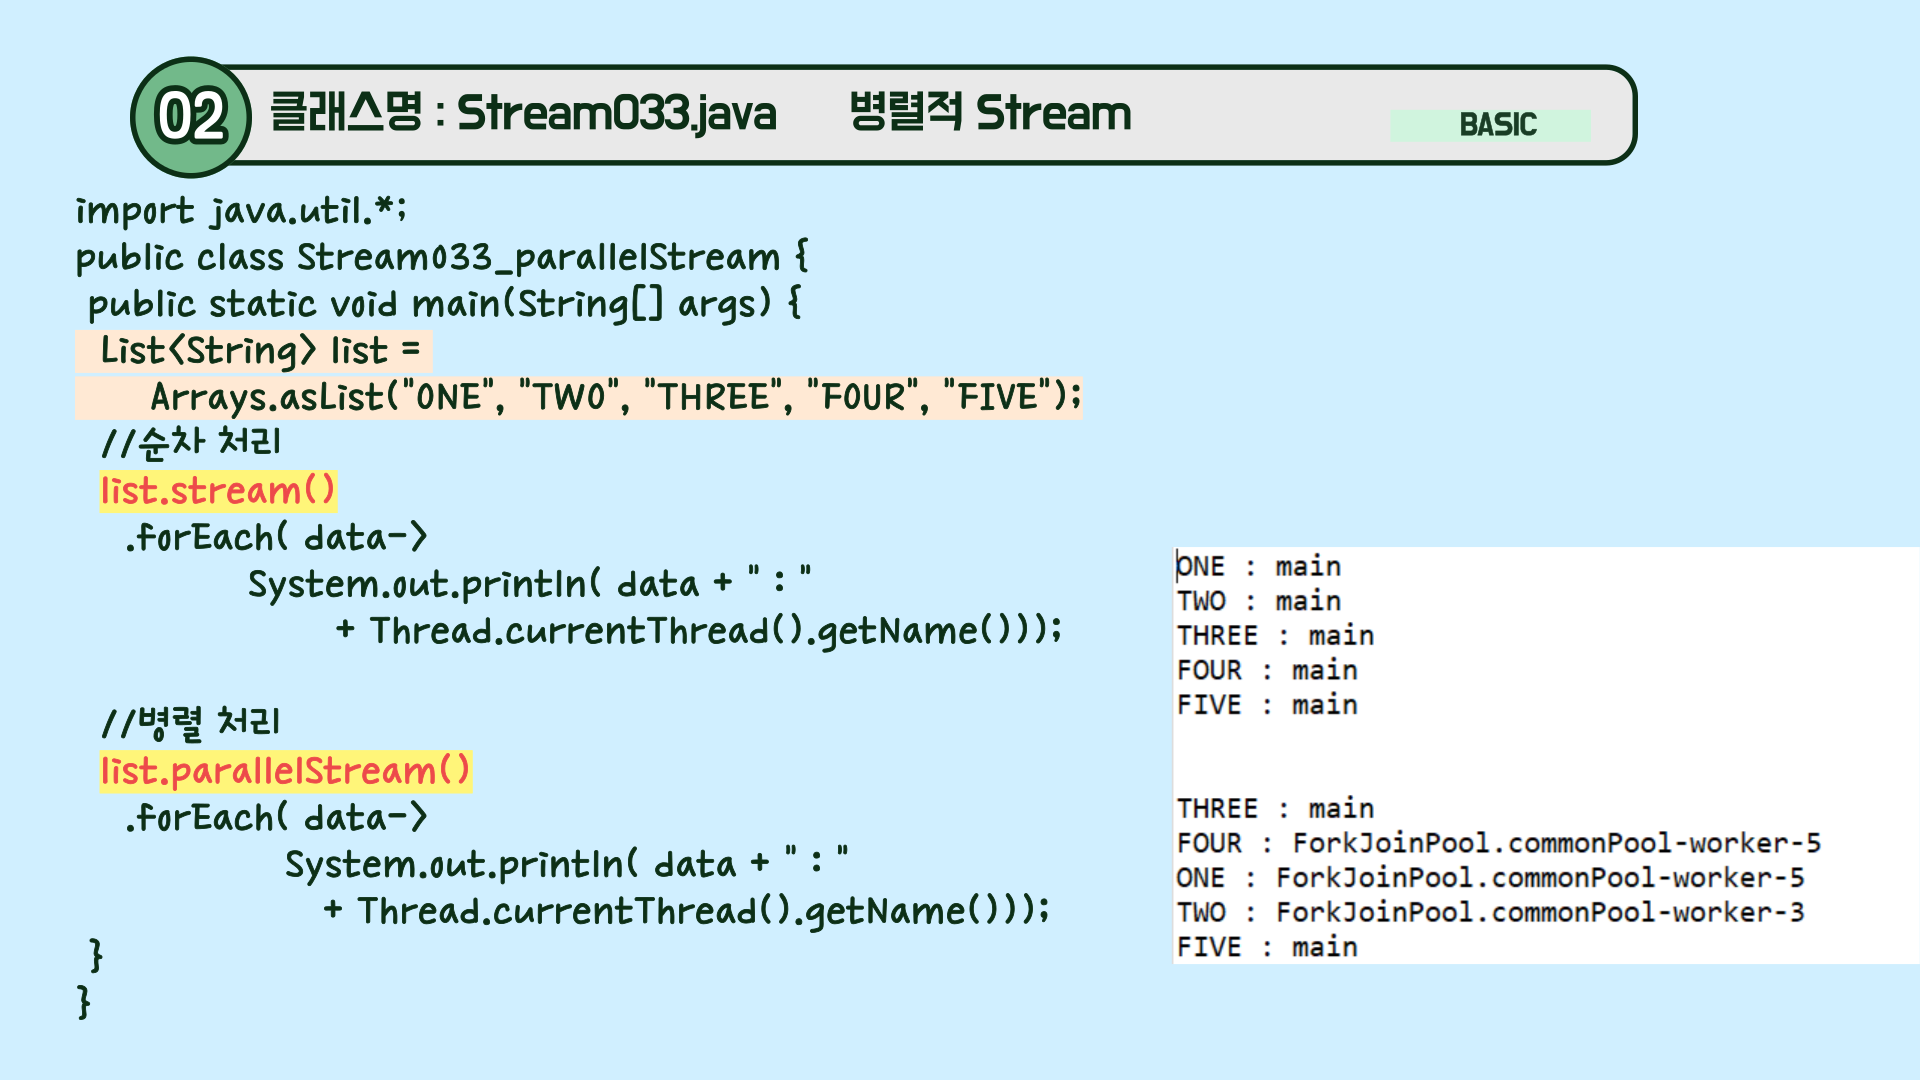 02 클래스명 : Stream033.java 병렬적 Stream BASIC
import java.util.*;
public class Stream033_parallelStream {
public static void main(String[] args) {
List<String> list =
Arrays.asList("ONE", "TWO", "THREE", "FOUR", "FIVE");
//순차 처리
list.stream()
.forEach( data->
System.out.println( data + " : "
+ Thread.currentThread().getName()));
//병렬 처리
list.parallelStream()
.forEach( data->
System.out.println( data + " : "
+ Thread.currentThread().getName()));
}
}
ONE : main
TWO : main
THREE : main
FOUR : main
FIVE : main
THREE : main
FOUR : ForkJoinPool.commonPool-worker-5
ONE : ForkJoinPool.commonPool-worker-5
TWO : ForkJoinPool.commonPool-worker-3
FIVE : main